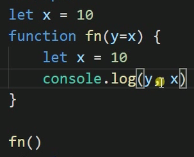 let x = 10
function fn(y=x) {
let x = 10
console.log(y, x)
}
fn()